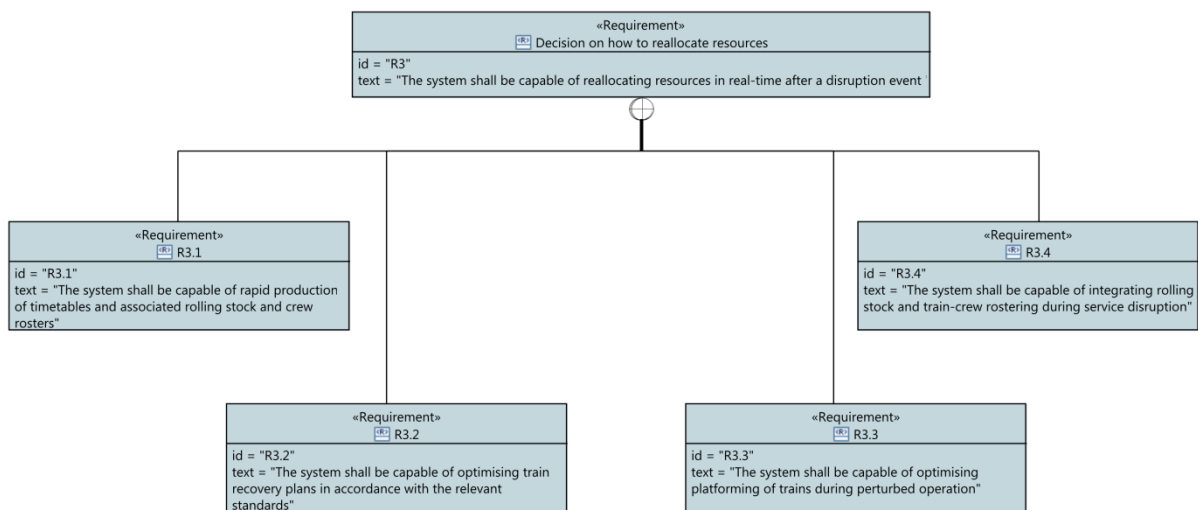 «Requirement»
Decision on how to reallocate resources
id = "R3"
text = "The system shall be capable of reallocating resources in real-time after a disruption event "
«Requirement»
R3.1
id = "R3.1"
text = "The system shall be capable of rapid production
of timetables and associated rolling stock and crew
rosters"
«Requirement»
R3.4
id = "R3.4"
text = "The system shall be capable of integrating rolling
stock and train-crew rostering during service disruption"
«Requirement»
R3.2
id = "R3.2"
text = "The system shall be capable of optimising train
recovery plans in accordance with the relevant
standards"
«Requirement»
R3.3
id = "R3.3"
text = "The system shall be capable of optimising
platforming of trains during perturbed operation"